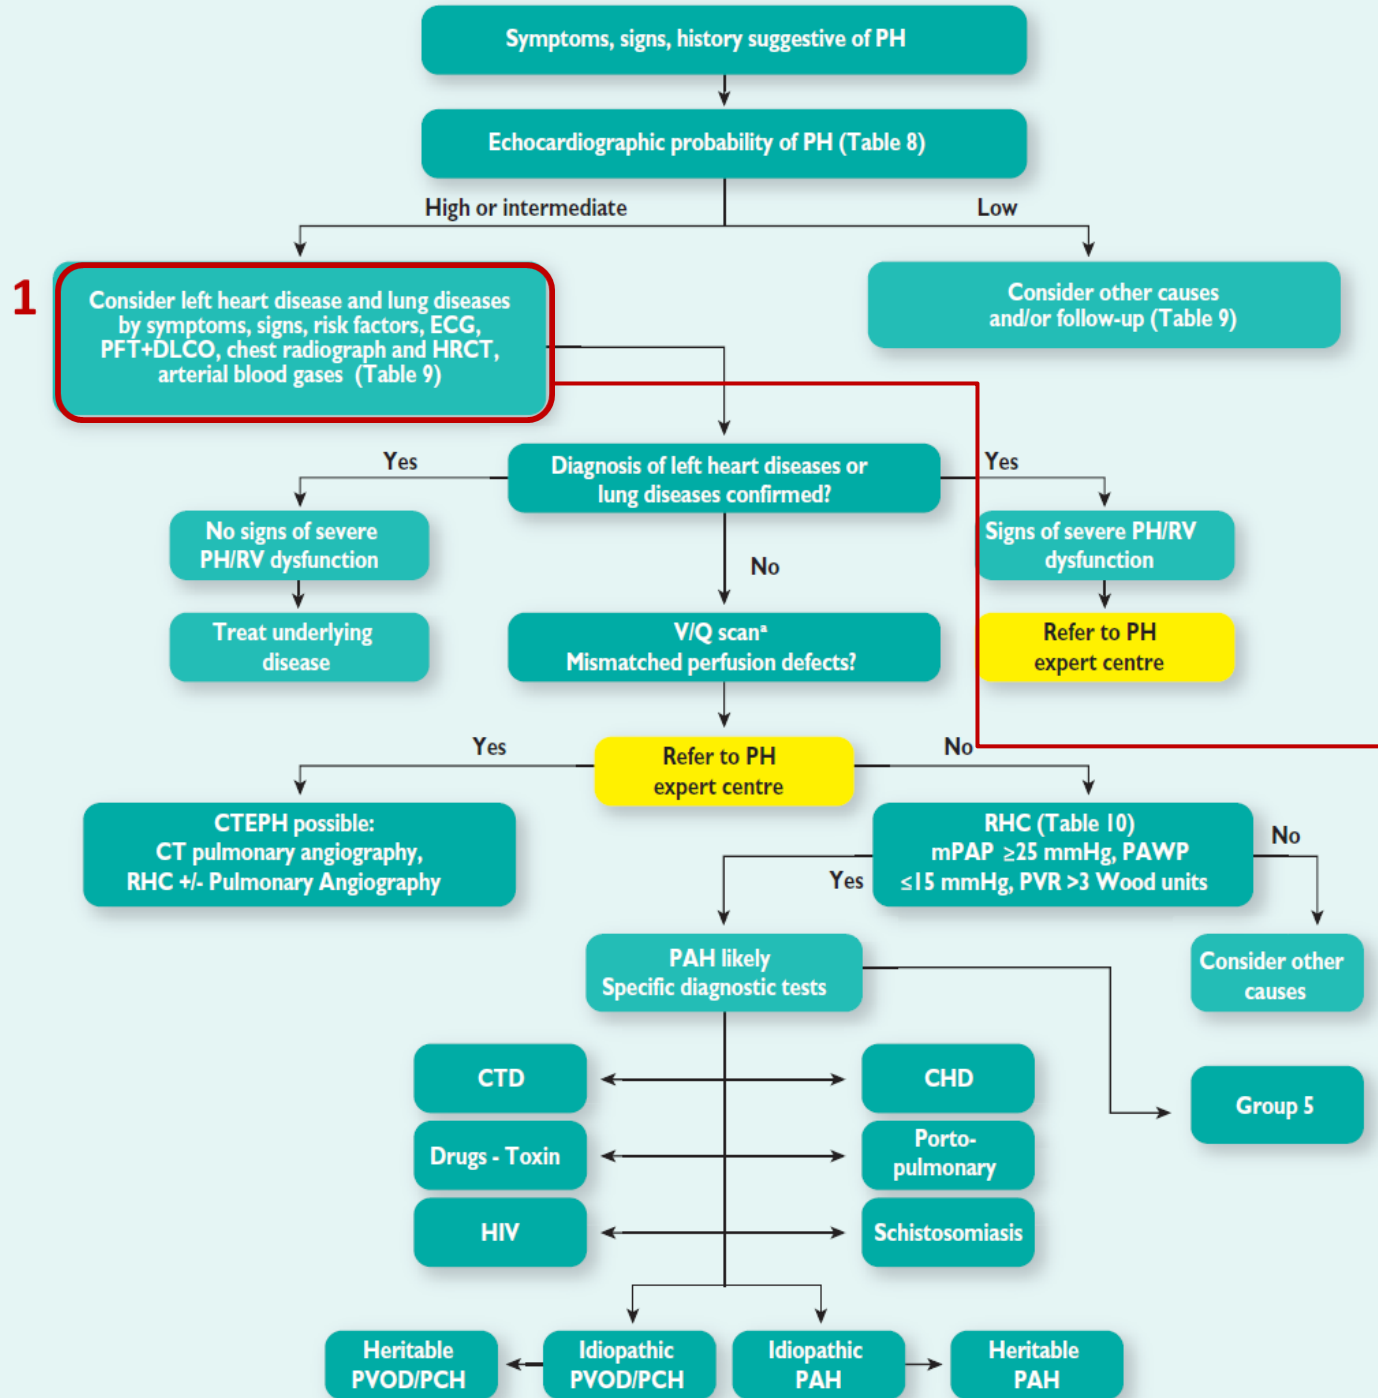 Symptoms, signs, history suggestive of PH
Echocardiographic probability of PH (Table 8)
High or intermediate
Low
1
Consider left heart disease and lung diseases
by symptoms, signs, risk factors, ECG,
PFT+DLCO, chest radiograph and HRCT,
arterial blood gases (Table 9)
Consider other causes
and/or follow-up (Table 9)
Yes
Diagnosis of left heart diseases or
lung diseases confirmed?
Yes
No signs of severe
PH/RV dysfunction
Signs of severe PH/RV
dysfunction
No
Treat underlying
disease
V/Q scanᵃ
Mismatched perfusion defects?
Refer to PH
expert centre
Yes
Refer to PH
expert centre
No
CTEPH possible:
CT pulmonary angiography,
RHC +/- Pulmonary Angiography
RHC (Table 10)
mPAP ≥25 mmHg, PAWP
≤15 mmHg, PVR >3 Wood units
No
Yes
PAH likely
Specific diagnostic tests
Consider other
causes
CTD
CHD
Group 5
Drugs - Toxin
Porto-
pulmonary
HIV
Schistosomiasis
Heritable
PVOD/PCH
Idiopathic
PVOD/PCH
Idiopathic
PAH
Heritable
PAH